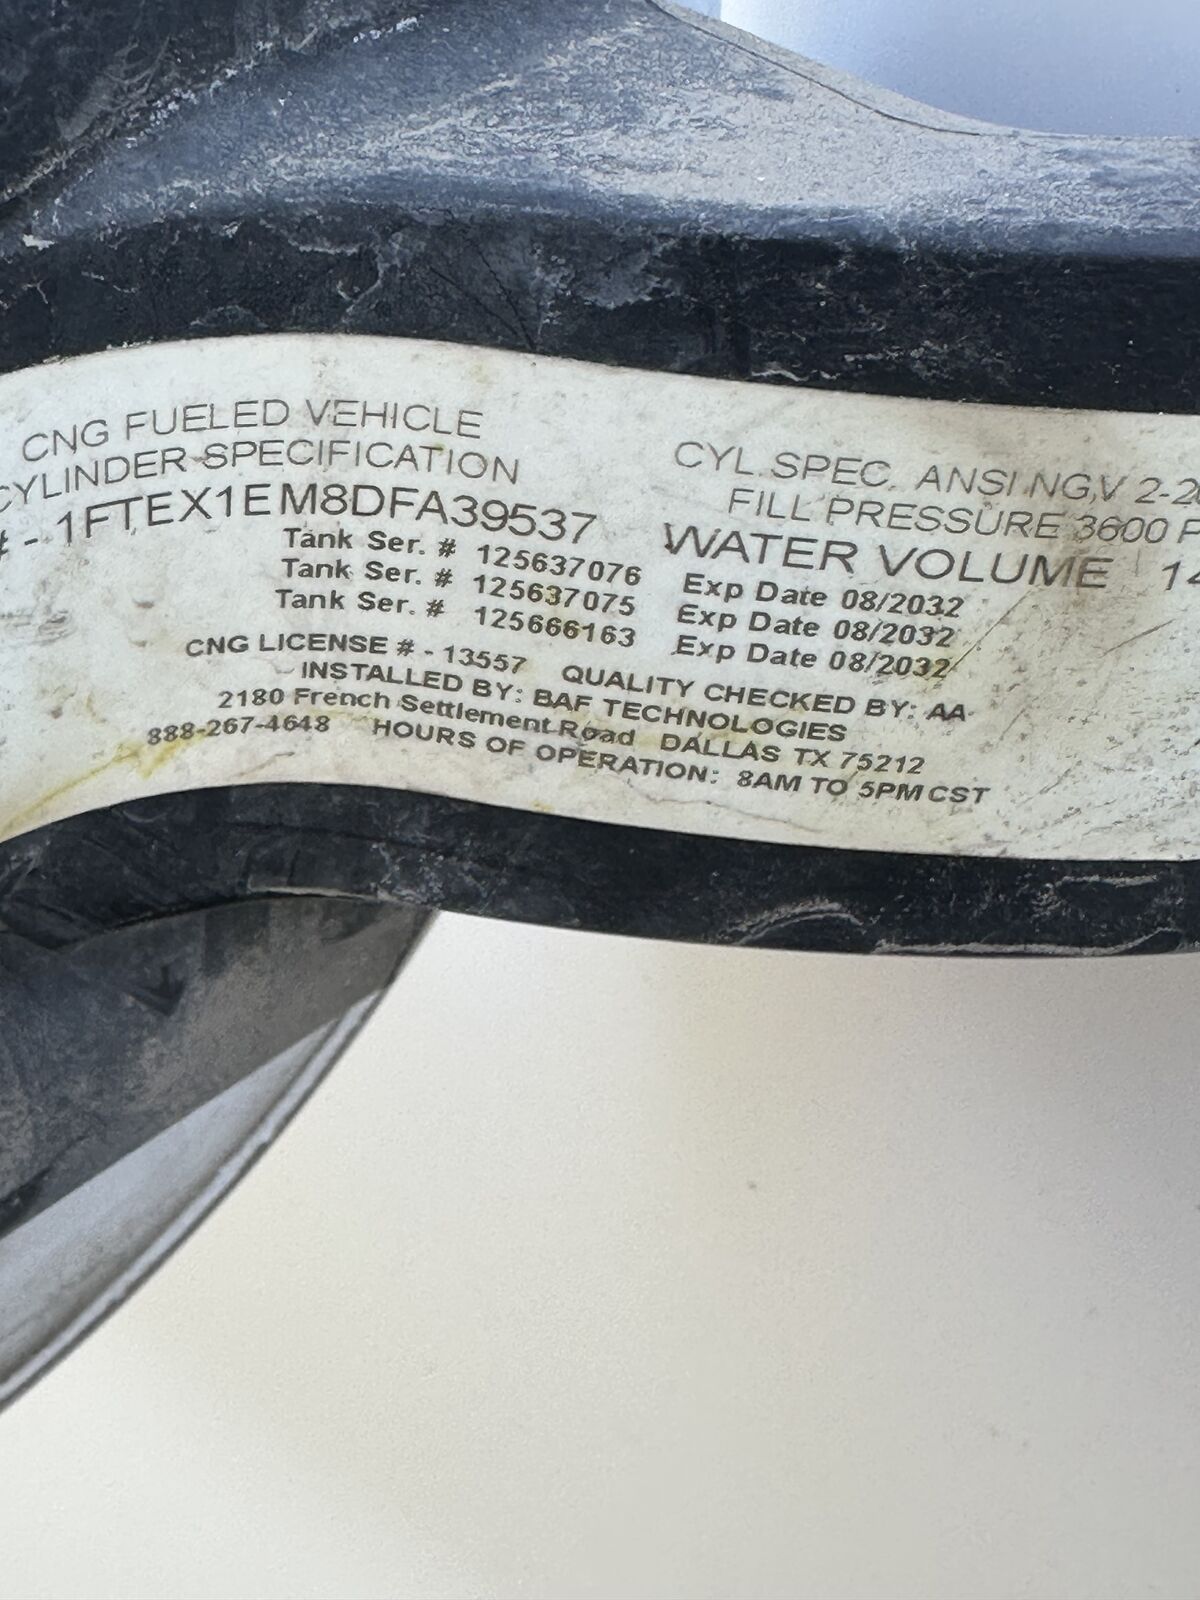 CNG FUELED VEHICLE
CYLINDER SPECIFICATION
# - 1FTEX1EM8DFA39537
CYL. SPEC. ANSI NGV 2-20
FILL PRESSURE 3600 P
WATER VOLUME 14
Tank Ser. # 125637076 Exp Date 08/2032
Tank Ser. # 125637075 Exp Date 08/2032
Tank Ser. # 125666163 Exp Date 08/2032
CNG LICENSE # - 13557 QUALITY CHECKED BY: AA
INSTALLED BY: BAF TECHNOLOGIES
2180 French Settlement Road DALLAS TX 75212
888-267-4648 HOURS OF OPERATION: 8AM TO 5PM CST